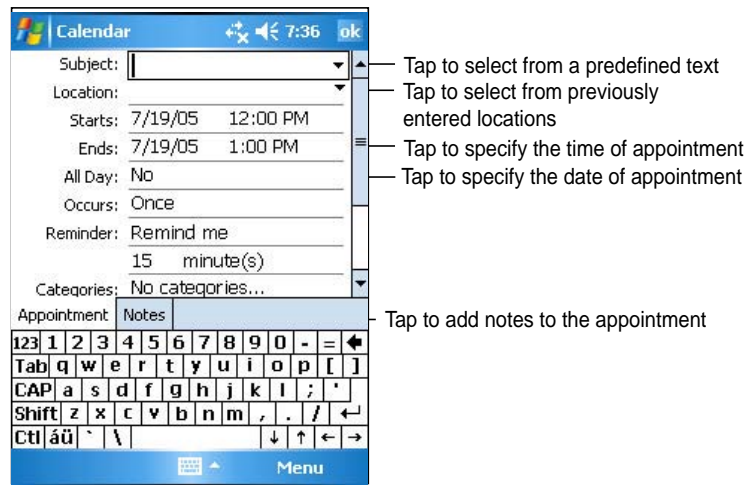 Calendar 7:36 ok
Subject:
Location:
Starts: 7/19/05 12:00 PM
Ends: 7/19/05 1:00 PM
All Day: No
Occurs: Once
Reminder: Remind me
15 minute(s)
Categories: No categories...
Appointment Notes
123 1 2 3 4 5 6 7 8 9 0 - =
Tab q w e r t y u i o p [ ]
CAP a s d f g h j k l ; '
Shift z x c v b n m , . /
Ctl áü ` \
Menu
Tap to select from a predefined text
Tap to select from previously
entered locations
Tap to specify the time of appointment
Tap to specify the date of appointment
Tap to add notes to the appointment